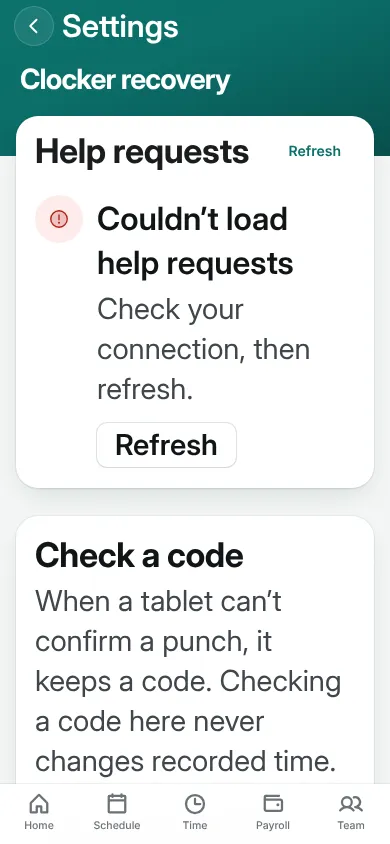 Settings
Clocker recovery
Help requests
Refresh
Couldn’t load
help requests
Check your
connection, then
refresh.
Refresh
Check a code
When a tablet can’t
confirm a punch, it
keeps a code. Checking
a code here never
changes recorded time.
Home
Schedule
Time
Payroll
Team